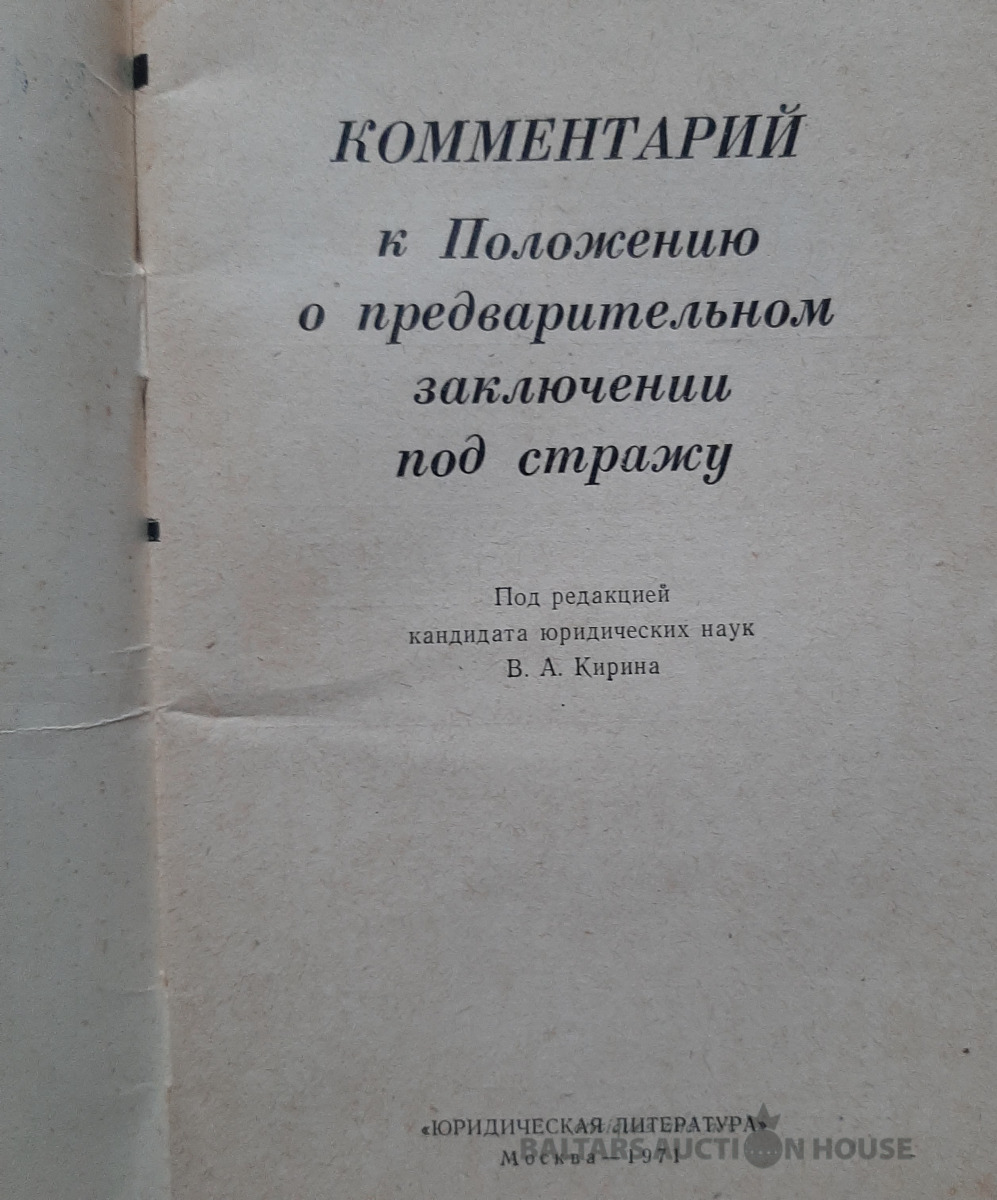 КОММЕНТАРИЙ
к Положению
о предварительном
заключении
под стражу
Под редакцией
кандидата юридических наук
В. А. Кирина
«ЮРИДИЧЕСКАЯ ЛИТЕРАТУРА»
Москва—1971
BALTARS AUCTION HOUSE